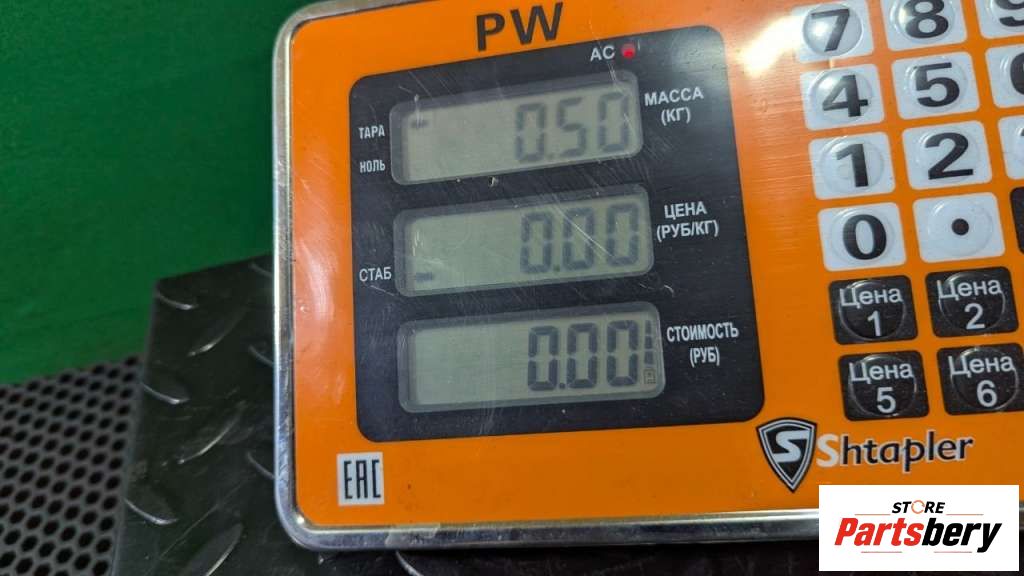 PW
AC
ТАРА
НОЛЬ
0.50
МАССА
(КГ)
СТАБ
0.00
ЦЕНА
(РУБ/КГ)
0.00
СТОИМОСТЬ
(РУБ)
7 8
4 5
1 2
0 .
Цена 1
Цена 2
Цена 5
Цена 6
EAC
S Shtapler
STORE
Partsbery